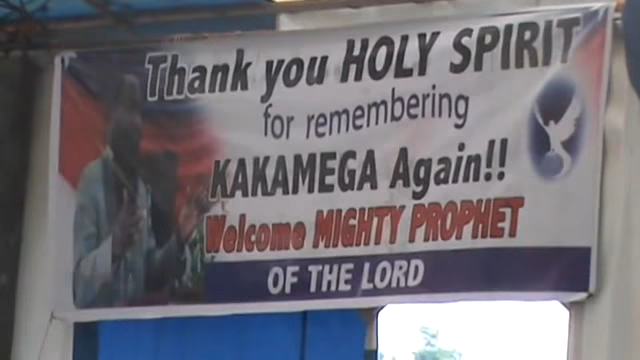 Thank you HOLY SPIRIT
for remembering
KAKAMEGA Again!!
Welcome MIGHTY PROPHET
OF THE LORD